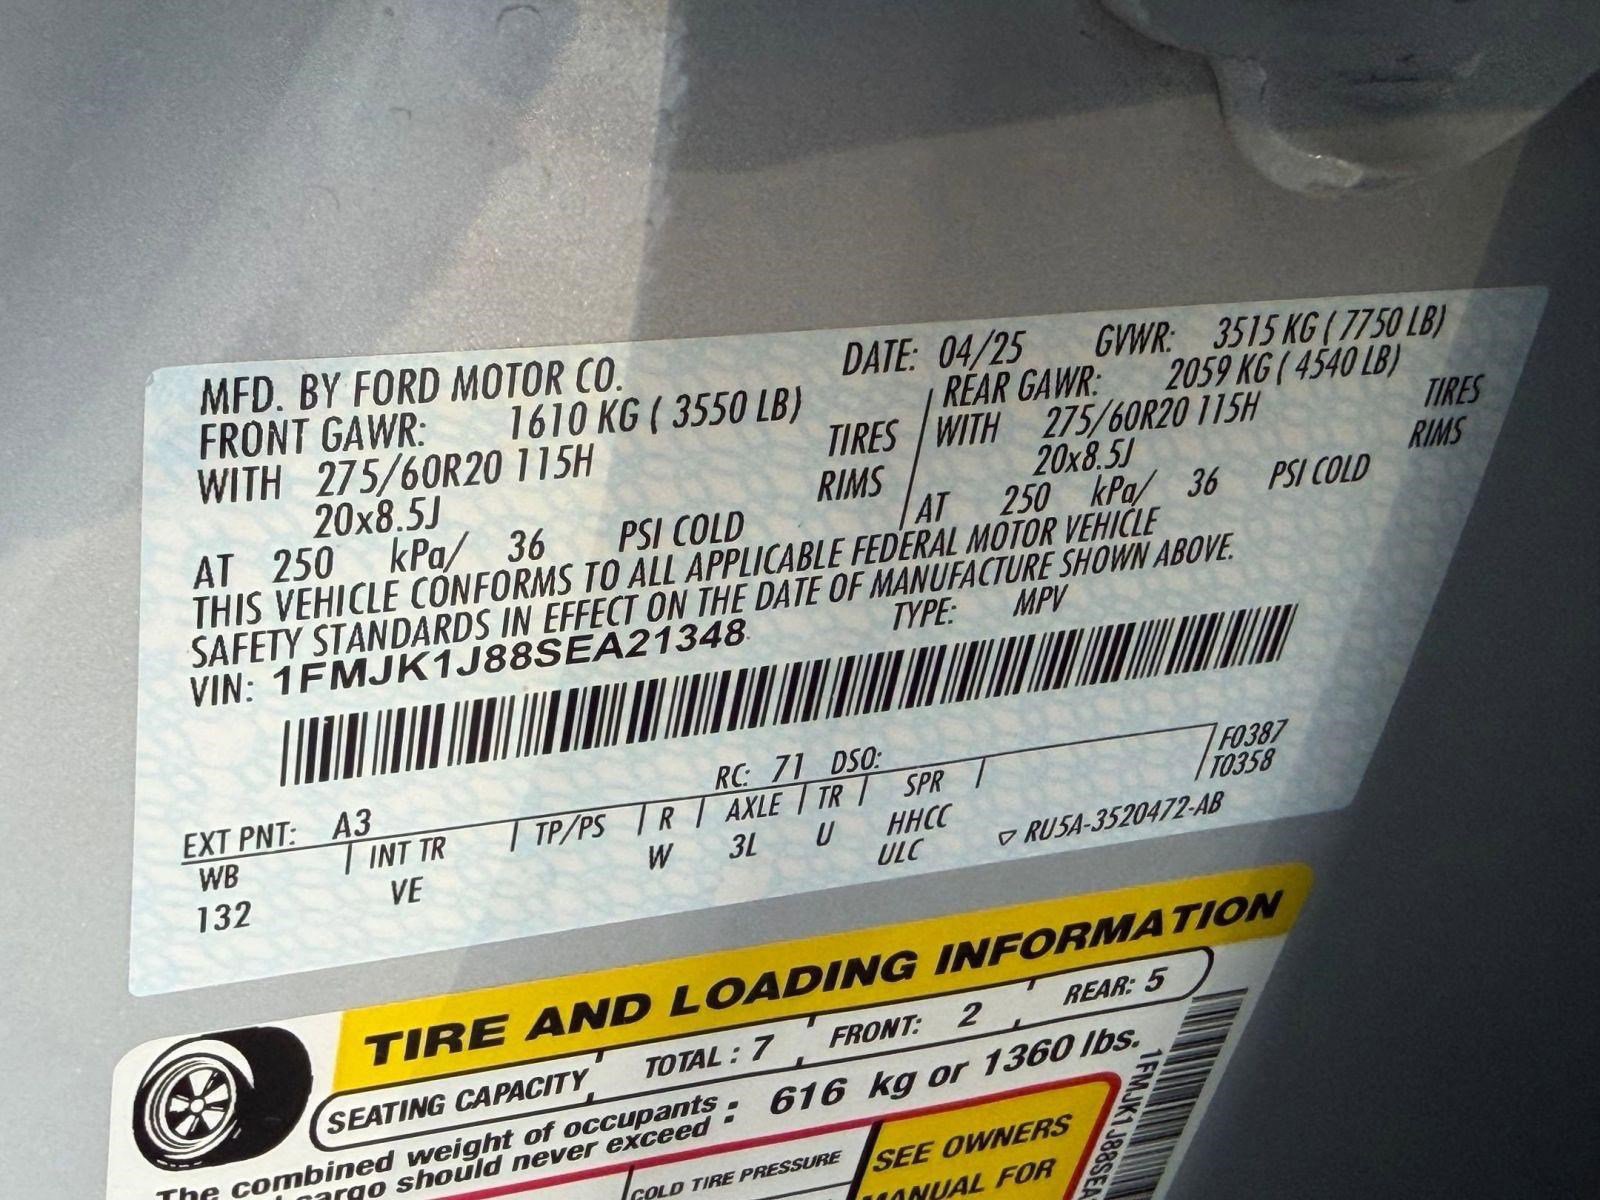 MFD. BY FORD MOTOR CO. DATE: 04/25 GVWR: 3515 KG ( 7750 LB)
FRONT GAWR: 1610 KG ( 3550 LB) REAR GAWR: 2059 KG ( 4540 LB)
WITH 275/60R20 115H TIRES WITH 275/60R20 115H TIRES
20x8.5J RIMS 20x8.5J RIMS
AT 250 kPa/ 36 PSI COLD AT 250 kPa/ 36 PSI COLD
THIS VEHICLE CONFORMS TO ALL APPLICABLE FEDERAL MOTOR VEHICLE
SAFETY STANDARDS IN EFFECT ON THE DATE OF MANUFACTURE SHOWN ABOVE.
VIN: 1FMJK1J88SEA21348 TYPE: MPV
F0387
RC: 71 DSO: T0358
EXT PNT: A3
WB INT TR TP/PS R AXLE TR SPR
132 VE W 3L U HHCC
ULC
RU5A-3520472-AB
TIRE AND LOADING INFORMATION
SEATING CAPACITY TOTAL : 7 FRONT: 2 REAR: 5
The combined weight of occupants
cargo should never exceed : 616 kg or 1360 lbs.
COLD TIRE PRESSURE
SEE OWNERS
MANUAL FOR
1FMJK1J88SEA